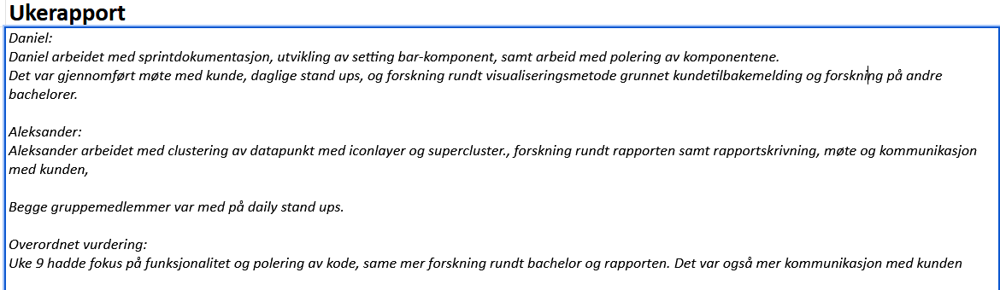 Ukerapport
Daniel:
Daniel arbeidet med sprintdokumentasjon, utvikling av setting bar-komponent, samt arbeid med polering av komponentene.
Det var gjennomført møte med kunde, daglige stand ups, og forskning rundt visualiseringsmetode grunnet kundetilbakemelding og forskning på andre
bachelorer.
Aleksander:
Aleksander arbeidet med clustering av datapunkt med iconlayer og supercluster., forskning rundt rapporten samt rapportskrivning, møte og kommunikasjon
med kunden,
Begge gruppemedlemmer var med på daily stand ups.
Overordnet vurdering:
Uke 9 hadde fokus på funksjonalitet og polering av kode, same mer forskning rundt bachelor og rapporten. Det var også mer kommunikasjon med kunden